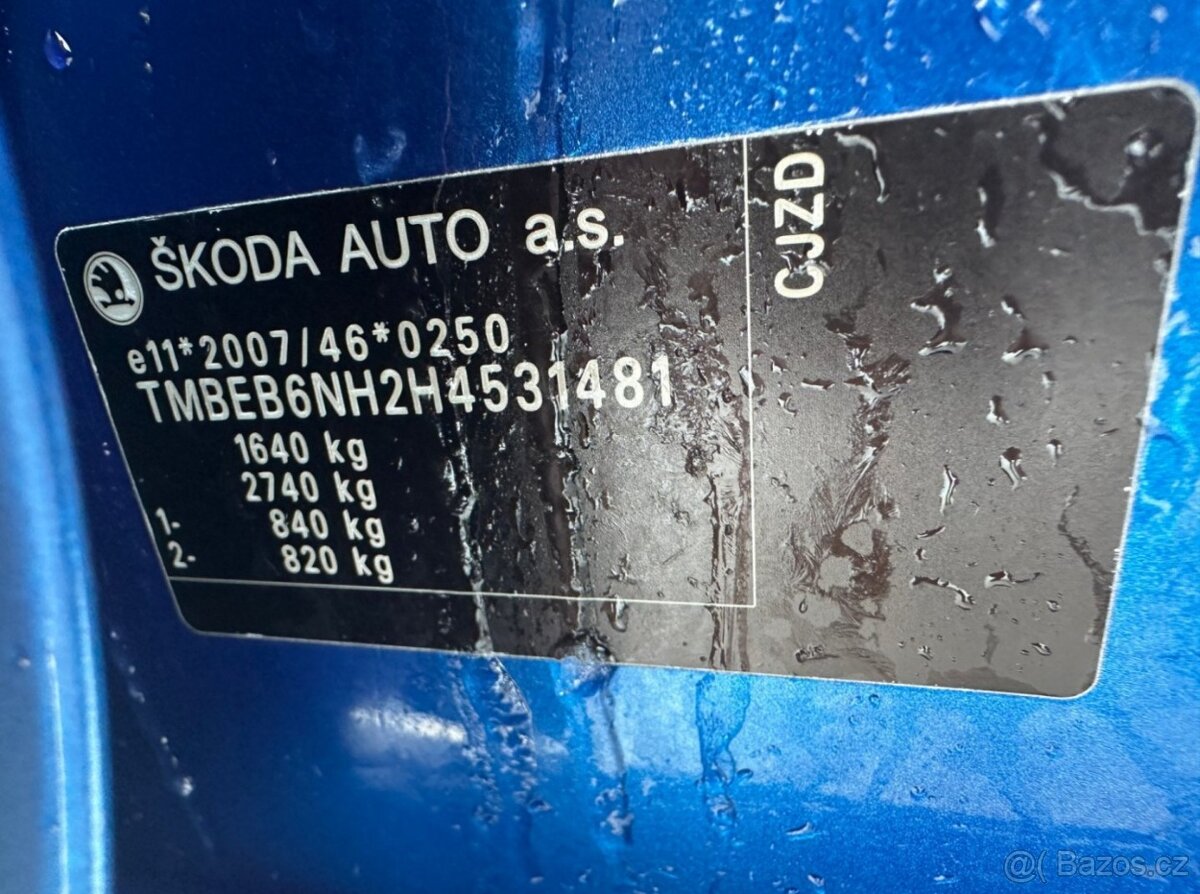 ŠKODA AUTO a.s.
e11*2007/46*0250
TMBEB6NH2H4531481
1640 kg
2740 kg
1- 840 kg
2- 820 kg
CJZD
@( Bazos.cz